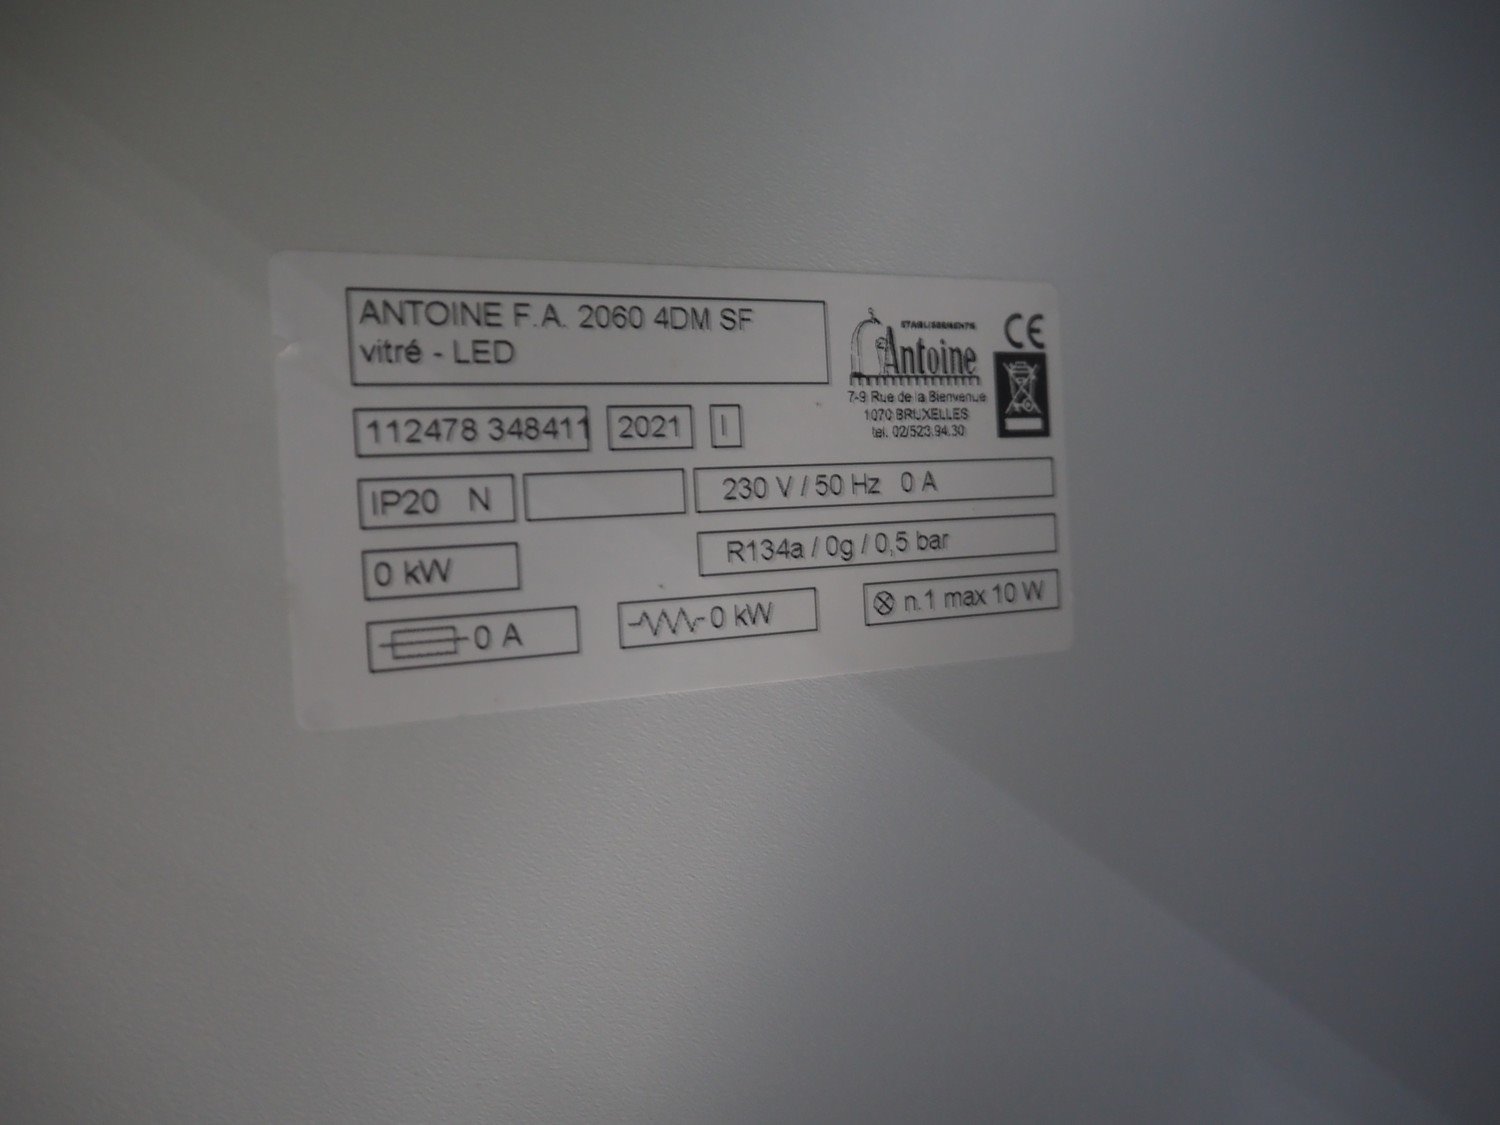 ANTOINE F.A. 2060 4DM SF
vitré - LED
ETABLISSEMENTS
Antoine
7-9 Rue de la Bienvenue
1070 BRUXELLES
tel. 02/523.94.30
CE
112478 348411 2021 I
IP20 N 230 V / 50 Hz 0 A
0 kW R134a / 0g / 0,5 bar
0 A 0 kW n.1 max 10 W